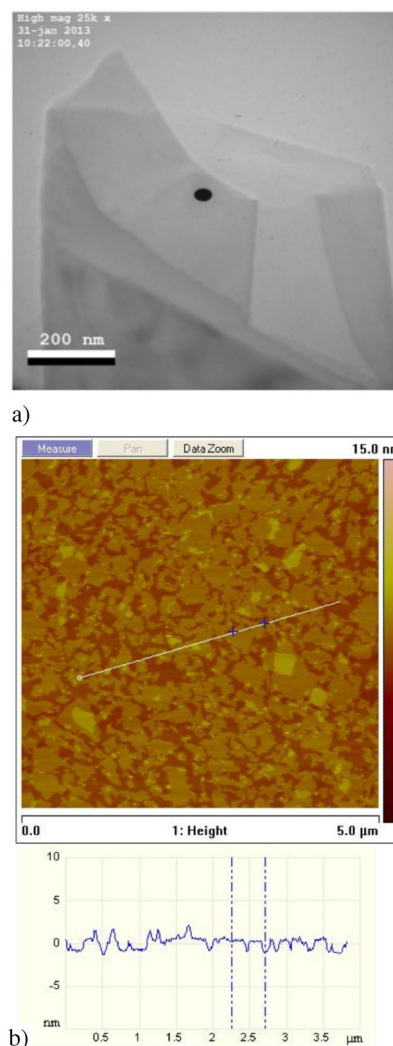 High mag 25k x
31-jan 2013
10:22:00,40
200 nm
a)
Measure Pan Data Zoom 15.0 nm
0.0 1: Height 5.0 µm
10
5
0
-5
nm
0.5 1 1.5 2 2.5 3 3.5 µm
b)